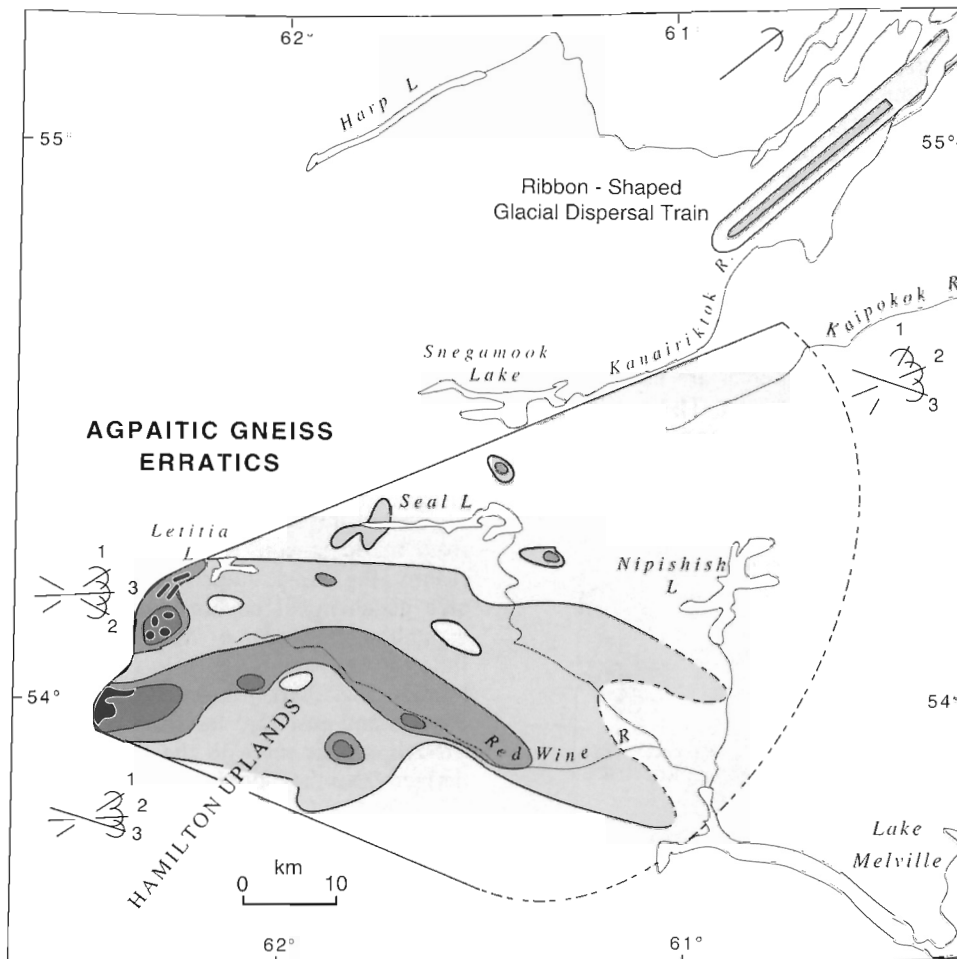 62°
61°
Harp L
55°
55°
Ribbon - Shaped
Glacial Dispersal Train
Kanairiktok R.
Kaipokok R
Snegamook
Lake
1
2
3
AGPAITIC GNEISS
ERRATICS
Seal L
Letitia
L
Nipishish
L
1
3
2
54°
54°
Red Wine R
HAMILTON UPLANDS
1
2
3
km
0 10
Lake
Melville
62°
61°